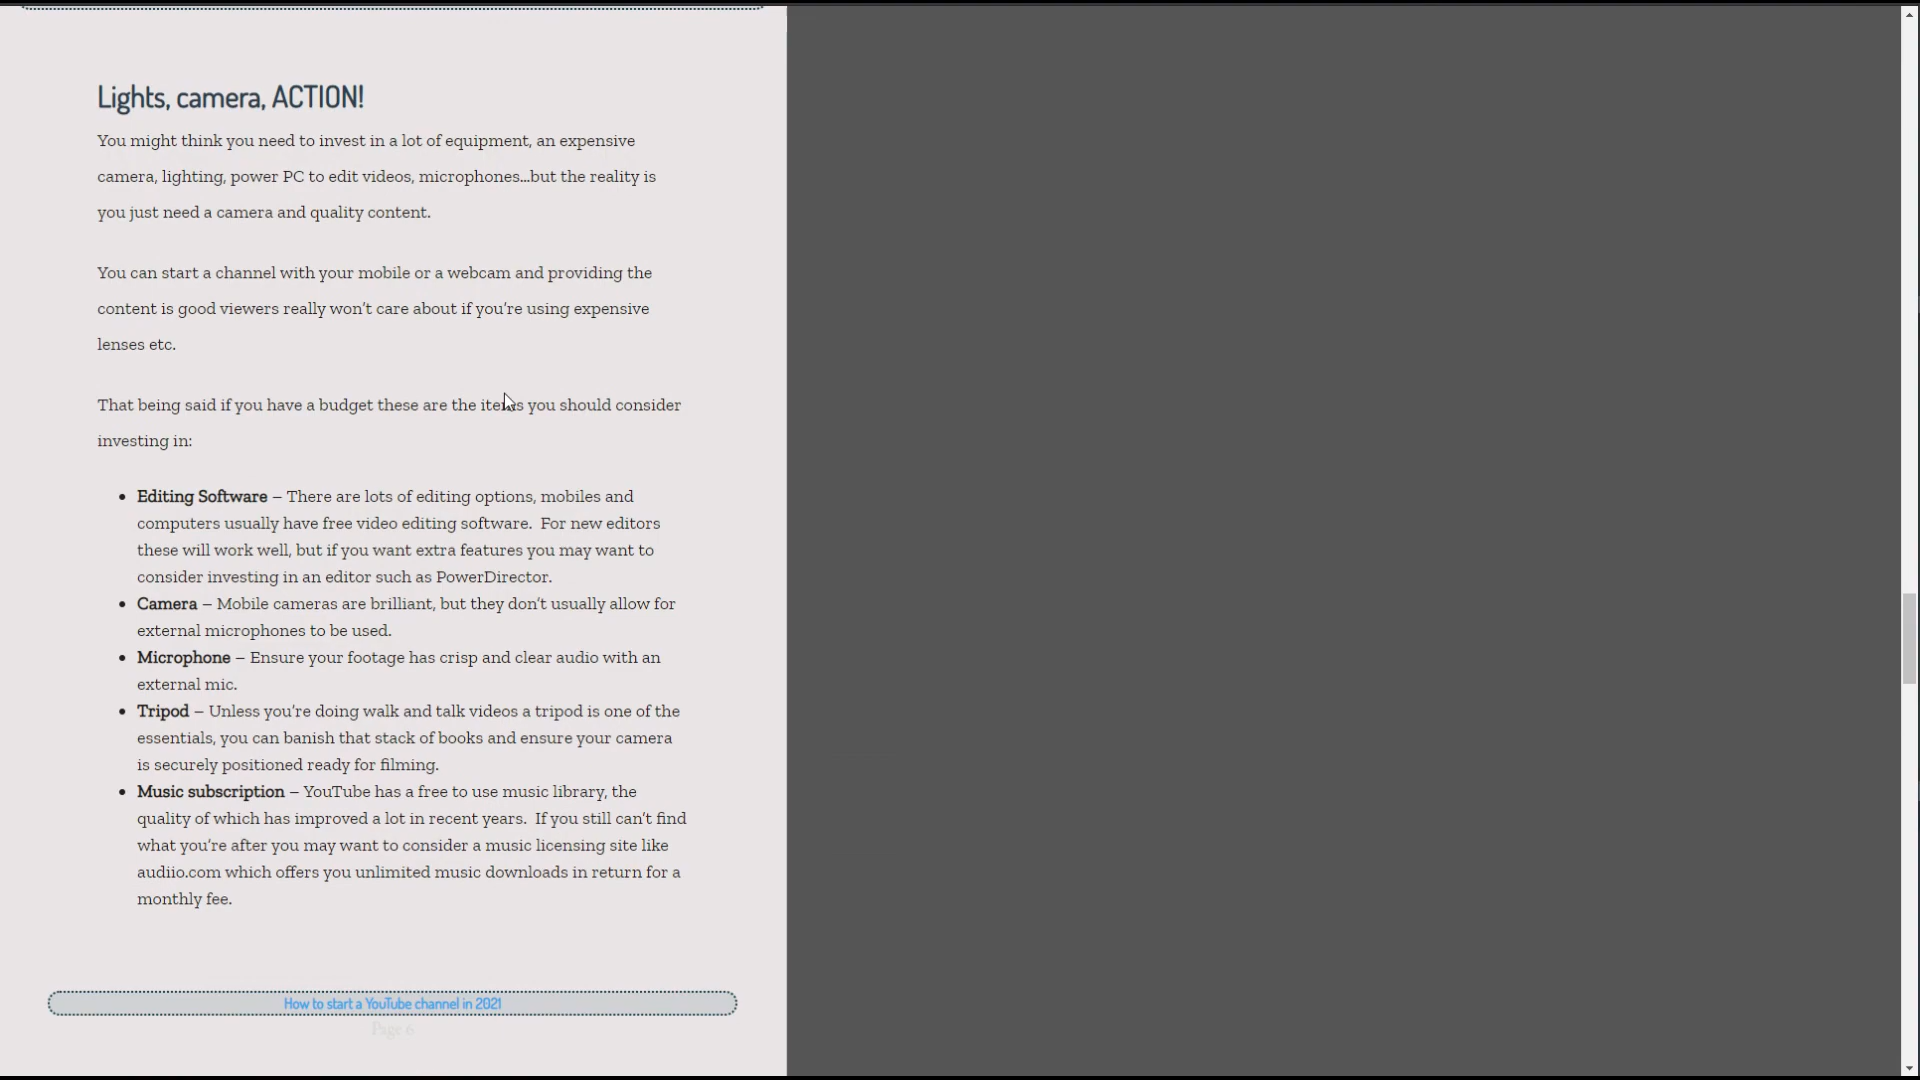 Lights, camera, ACTION!
You might think you need to invest in a lot of equipment, an expensive
camera, lighting, power PC to edit videos, microphones...but the reality is
you just need a camera and quality content.
You can start a channel with your mobile or a webcam and providing the
content is good viewers really won't care about if you're using expensive
lenses etc.
That being said if you have a budget these are the items you should consider
investing in:
• Editing Software – There are lots of editing options, mobiles and
computers usually have free video editing software.  For new editors
these will work well, but if you want extra features you may want to
consider investing in an editor such as PowerDirector.
• Camera – Mobile cameras are brilliant, but they don't usually allow for
external microphones to be used.
• Microphone – Ensure your footage has crisp and clear audio with an
external mic.
• Tripod – Unless you're doing walk and talk videos a tripod is one of the
essentials, you can banish that stack of books and ensure your camera
is securely positioned ready for filming.
• Music subscription – YouTube has a free to use music library, the
quality of which has improved a lot in recent years.  If you still can't find
what you're after you may want to consider a music licensing site like
audiio.com which offers you unlimited music downloads in return for a
monthly fee.
How to start a YouTube channel in 2021
Page 6